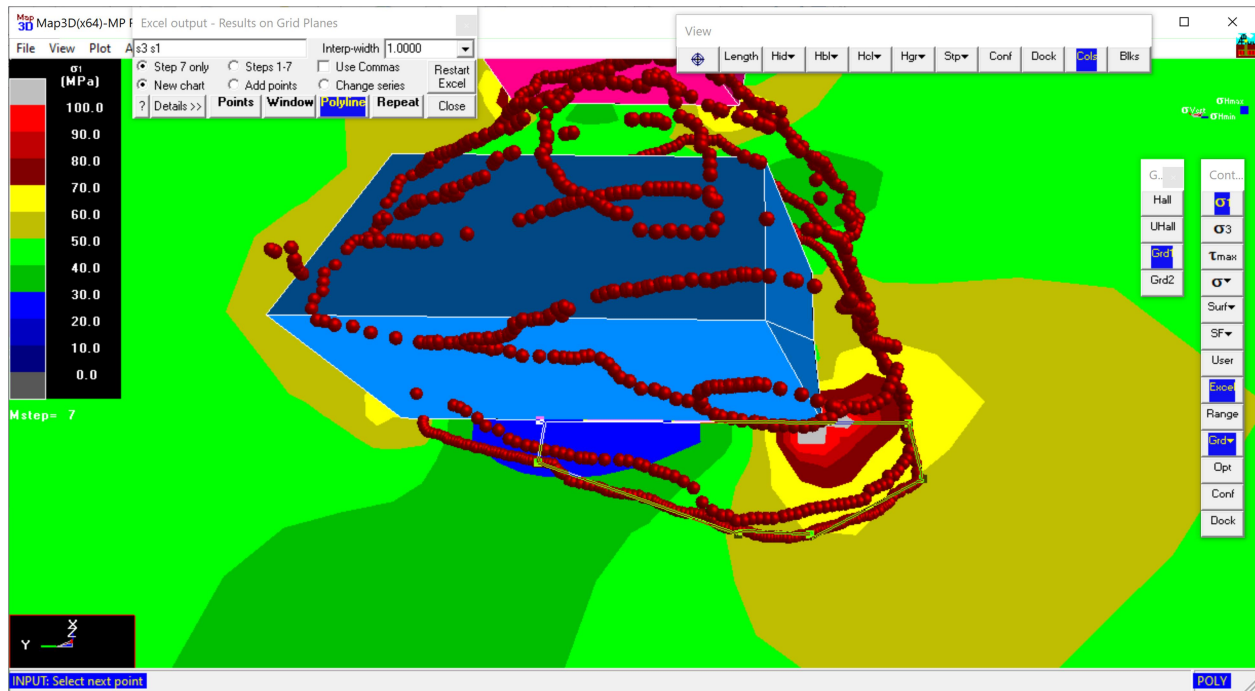 Map3D(x64)-MP F
Excel output - Results on Grid Planes
File View Plot A
s3 s1
Interp-width 1.0000
Step 7 only
Steps 1-7
Use Commas
Restart Excel
New chart
Add points
Change series
? Details >> Points Window Polyline Repeat Close
View
Length Hid Hbl Hcl Hgr Stp Conf Dock Cols Blks
σ1
(MPa)
100.0
90.0
80.0
70.0
60.0
50.0
40.0
30.0
20.0
10.0
0.0
Mstep= 7
σHmax
σVert
σHmin
G...
Hall
UHall
Grd1
Grd2
Cont...
σ1
σ3
τmax
σ
Surf
SF
User
Excel
Range
Grd
Opt
Conf
Dock
X
Z
Y
INPUT: Select next point
POLY